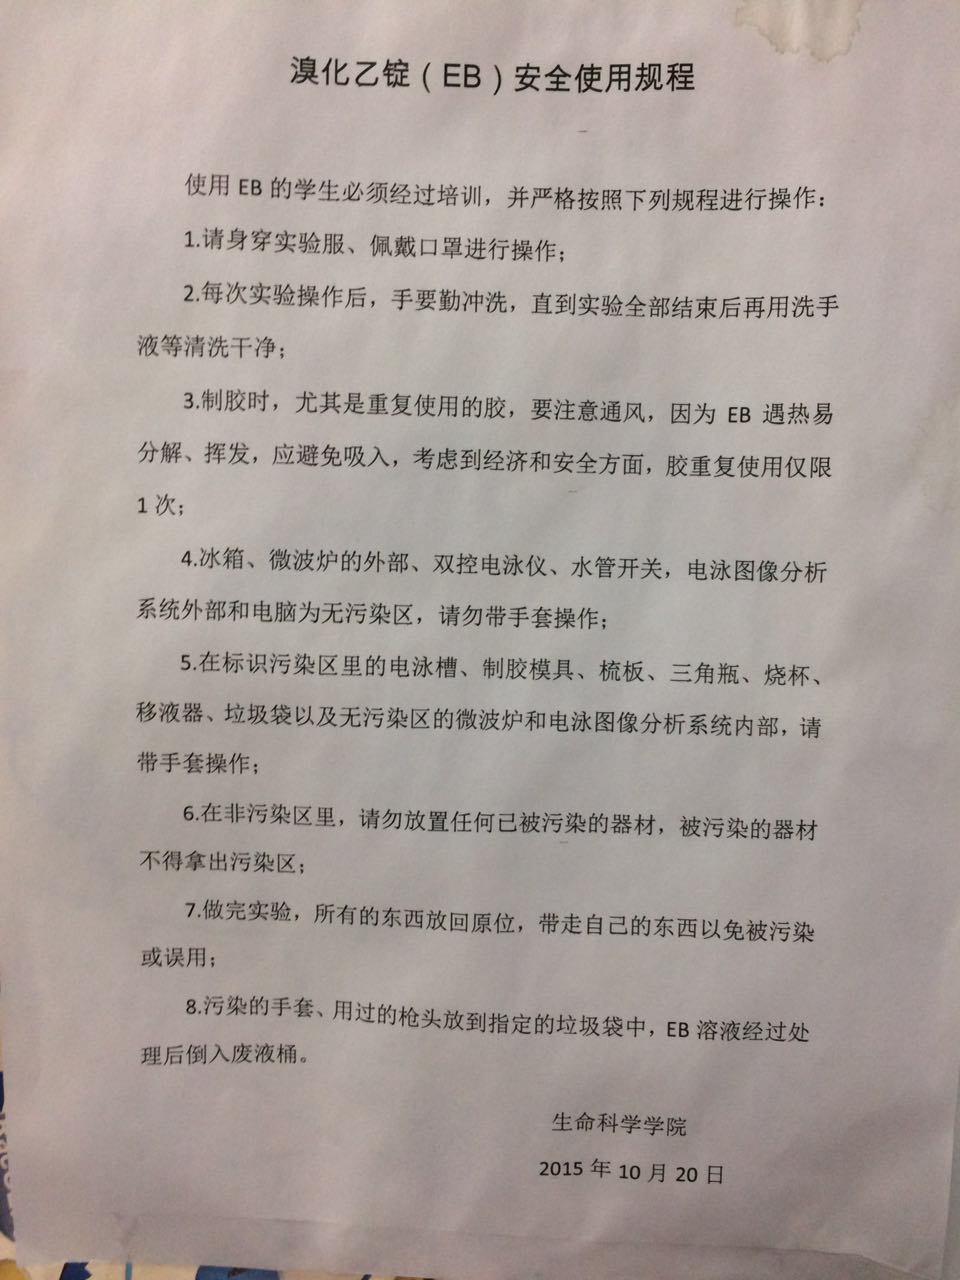 溴化乙锭（EB）安全使用规程
使用 EB 的学生必须经过培训，并严格按照下列规程进行操作：
1.请身穿实验服、佩戴口罩进行操作；
2.每次实验操作后，手要勤冲洗，直到实验全部结束后再用洗手
液等清洗干净；
3.制胶时，尤其是重复使用的胶，要注意通风，因为 EB 遇热易
分解、挥发，应避免吸入，考虑到经济和安全方面，胶重复使用仅限
1 次；
4.冰箱、微波炉的外部、双控电泳仪、水管开关，电泳图像分析
系统外部和电脑为无污染区，请勿带手套操作；
5.在标识污染区里的电泳槽、制胶模具、梳板、三角瓶、烧杯、
移液器、垃圾袋以及无污染区的微波炉和电泳图像分析系统内部，请
带手套操作；
6.在非污染区里，请勿放置任何已被污染的器材，被污染的器材
不得拿出污染区；
7.做完实验，所有的东西放回原位，带走自己的东西以免被污染
或误用；
8.污染的手套、用过的枪头放到指定的垃圾袋中，EB 溶液经过处
理后倒入废液桶。
生命科学学院
2015 年 10 月 20 日